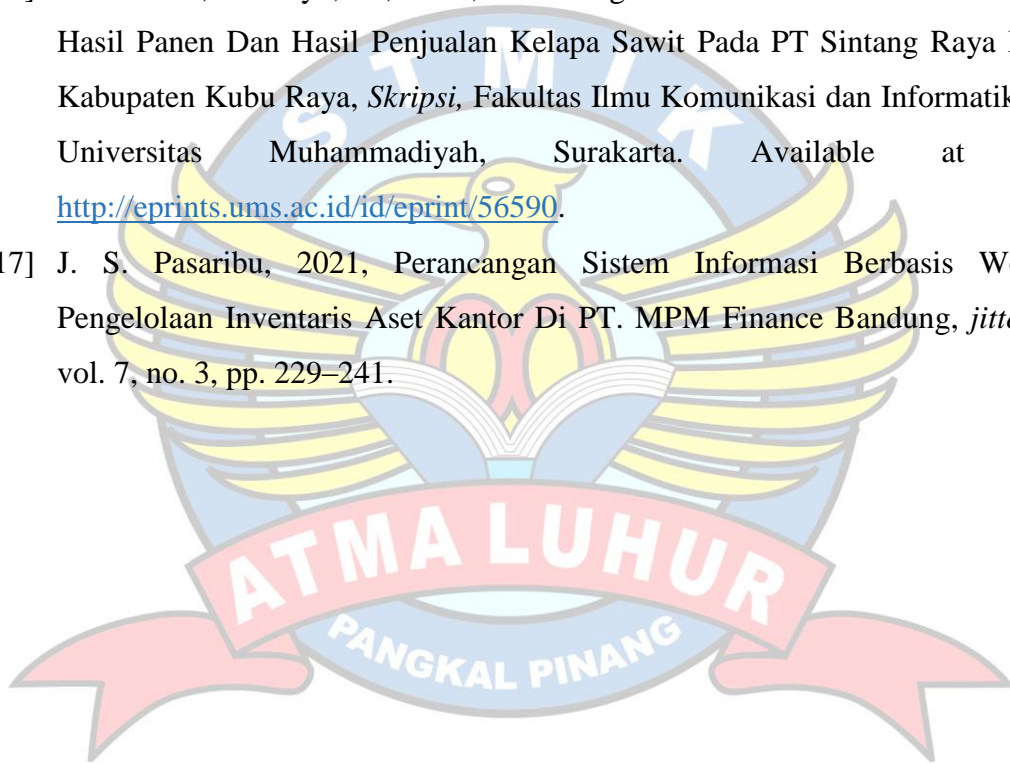 Hasil Panen Dan Hasil Penjualan Kelapa Sawit Pada PT Sintang Raya
Kabupaten Kubu Raya, Skripsi, Fakultas Ilmu Komunikasi dan Informatik
Universitas Muhammadiyah, Surakarta. Available at
http://eprints.ums.ac.id/id/eprint/56590.
17] J. S. Pasaribu, 2021, Perancangan Sistem Informasi Berbasis W
Pengelolaan Inventaris Aset Kantor Di PT. MPM Finance Bandung, jitt
vol. 7, no. 3, pp. 229–241.
STMIK
ATMA LUHUR
PANGKAL PINANG